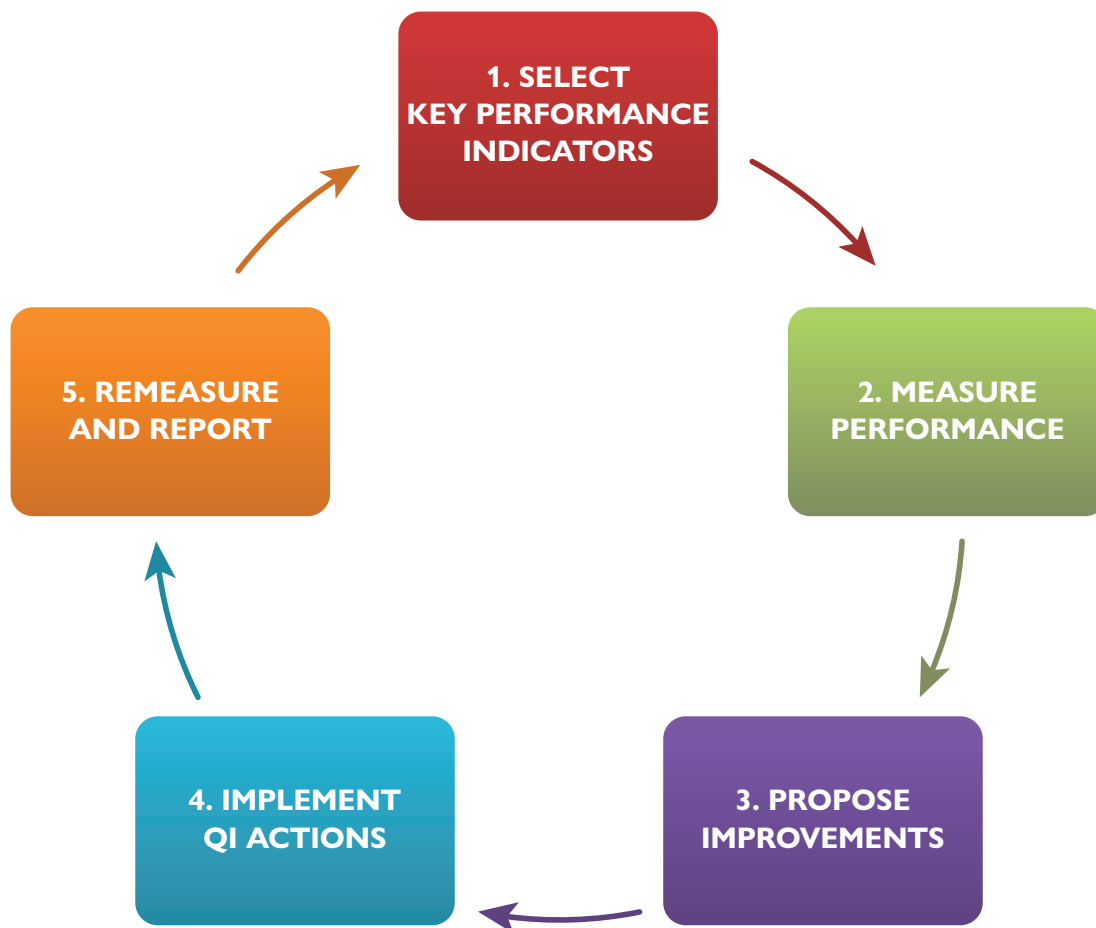 1. SELECT
KEY PERFORMANCE
INDICATORS
2. MEASURE
PERFORMANCE
3. PROPOSE
IMPROVEMENTS
4. IMPLEMENT
QI ACTIONS
5. REMEASURE
AND REPORT